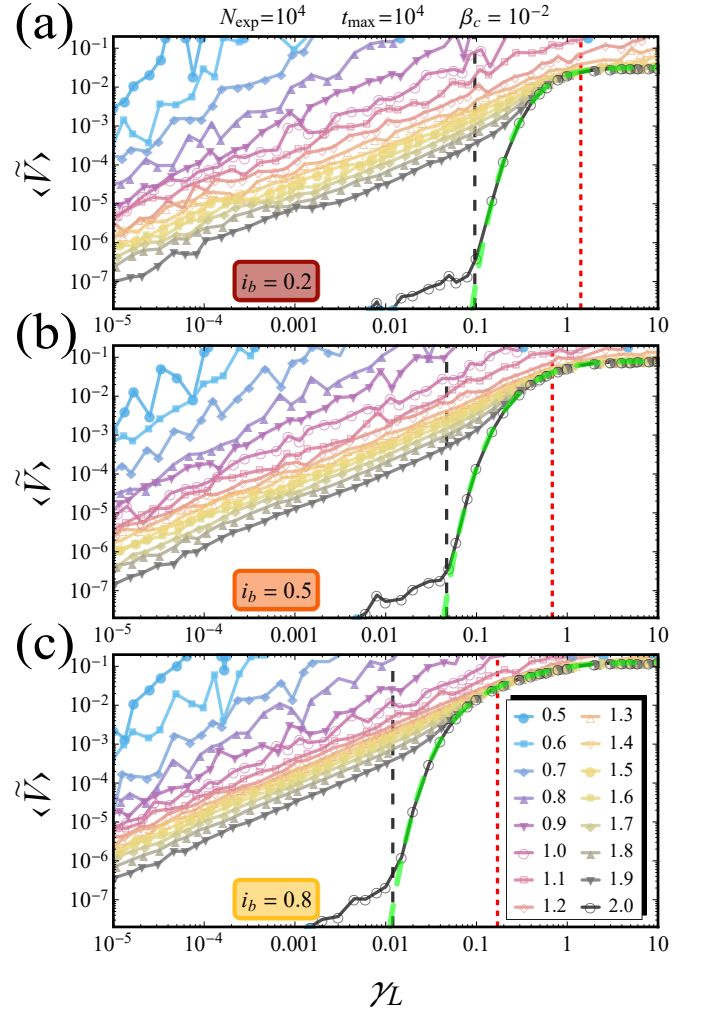 (a) N_exp=10^4 t_max=10^4 β_c = 10^-2
10^-1
10^-2
10^-3
10^-4
10^-5
10^-6
10^-7
⟨Ṽ⟩
i_b = 0.2
10^-5 10^-4 0.001 0.01 0.1 1 10
(b)
10^-1
10^-2
10^-3
10^-4
10^-5
10^-6
10^-7
⟨Ṽ⟩
i_b = 0.5
10^-5 10^-4 0.001 0.01 0.1 1 10
(c)
10^-1
10^-2
10^-3
10^-4
10^-5
10^-6
10^-7
⟨Ṽ⟩
i_b = 0.8
0.5 1.3
0.6 1.4
0.7 1.5
0.8 1.6
0.9 1.7
1.0 1.8
1.1 1.9
1.2 2.0
10^-5 10^-4 0.001 0.01 0.1 1 10
γ_L